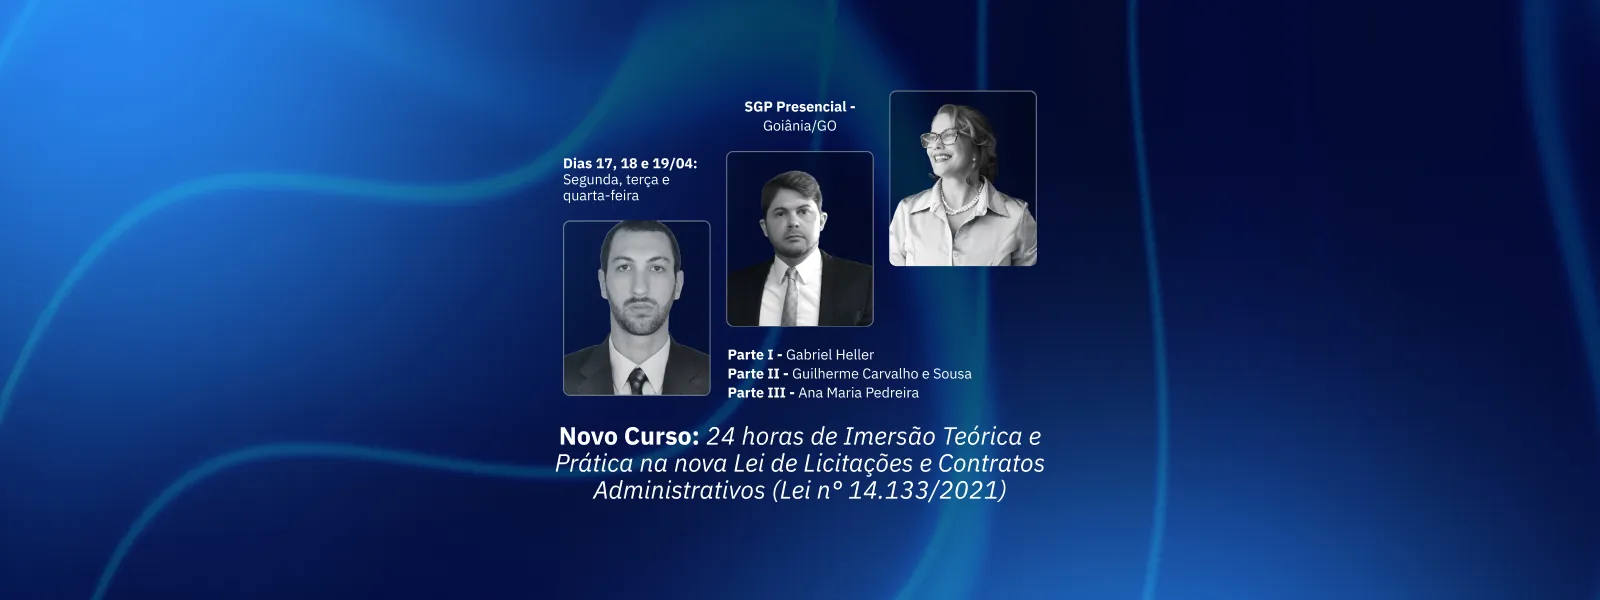 SGP Presencial -
Goiânia/GO
Dias 17, 18 e 19/04:
Segunda, terça e
quarta-feira
Parte I - Gabriel Heller
Parte II - Guilherme Carvalho e Sousa
Parte III - Ana Maria Pedreira
Novo Curso: 24 horas de Imersão Teórica e
Prática na nova Lei de Licitações e Contratos
Administrativos (Lei nº 14.133/2021)